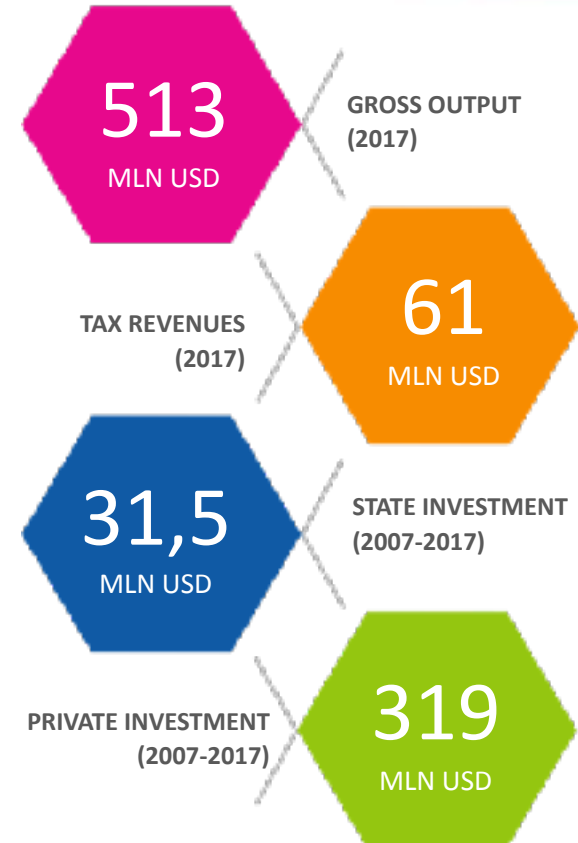 513
MLN USD
GROSS OUTPUT
(2017)
TAX REVENUES
(2017)
61
MLN USD
31,5
MLN USD
STATE INVESTMENT
(2007-2017)
PRIVATE INVESTMENT
(2007-2017)
319
MLN USD